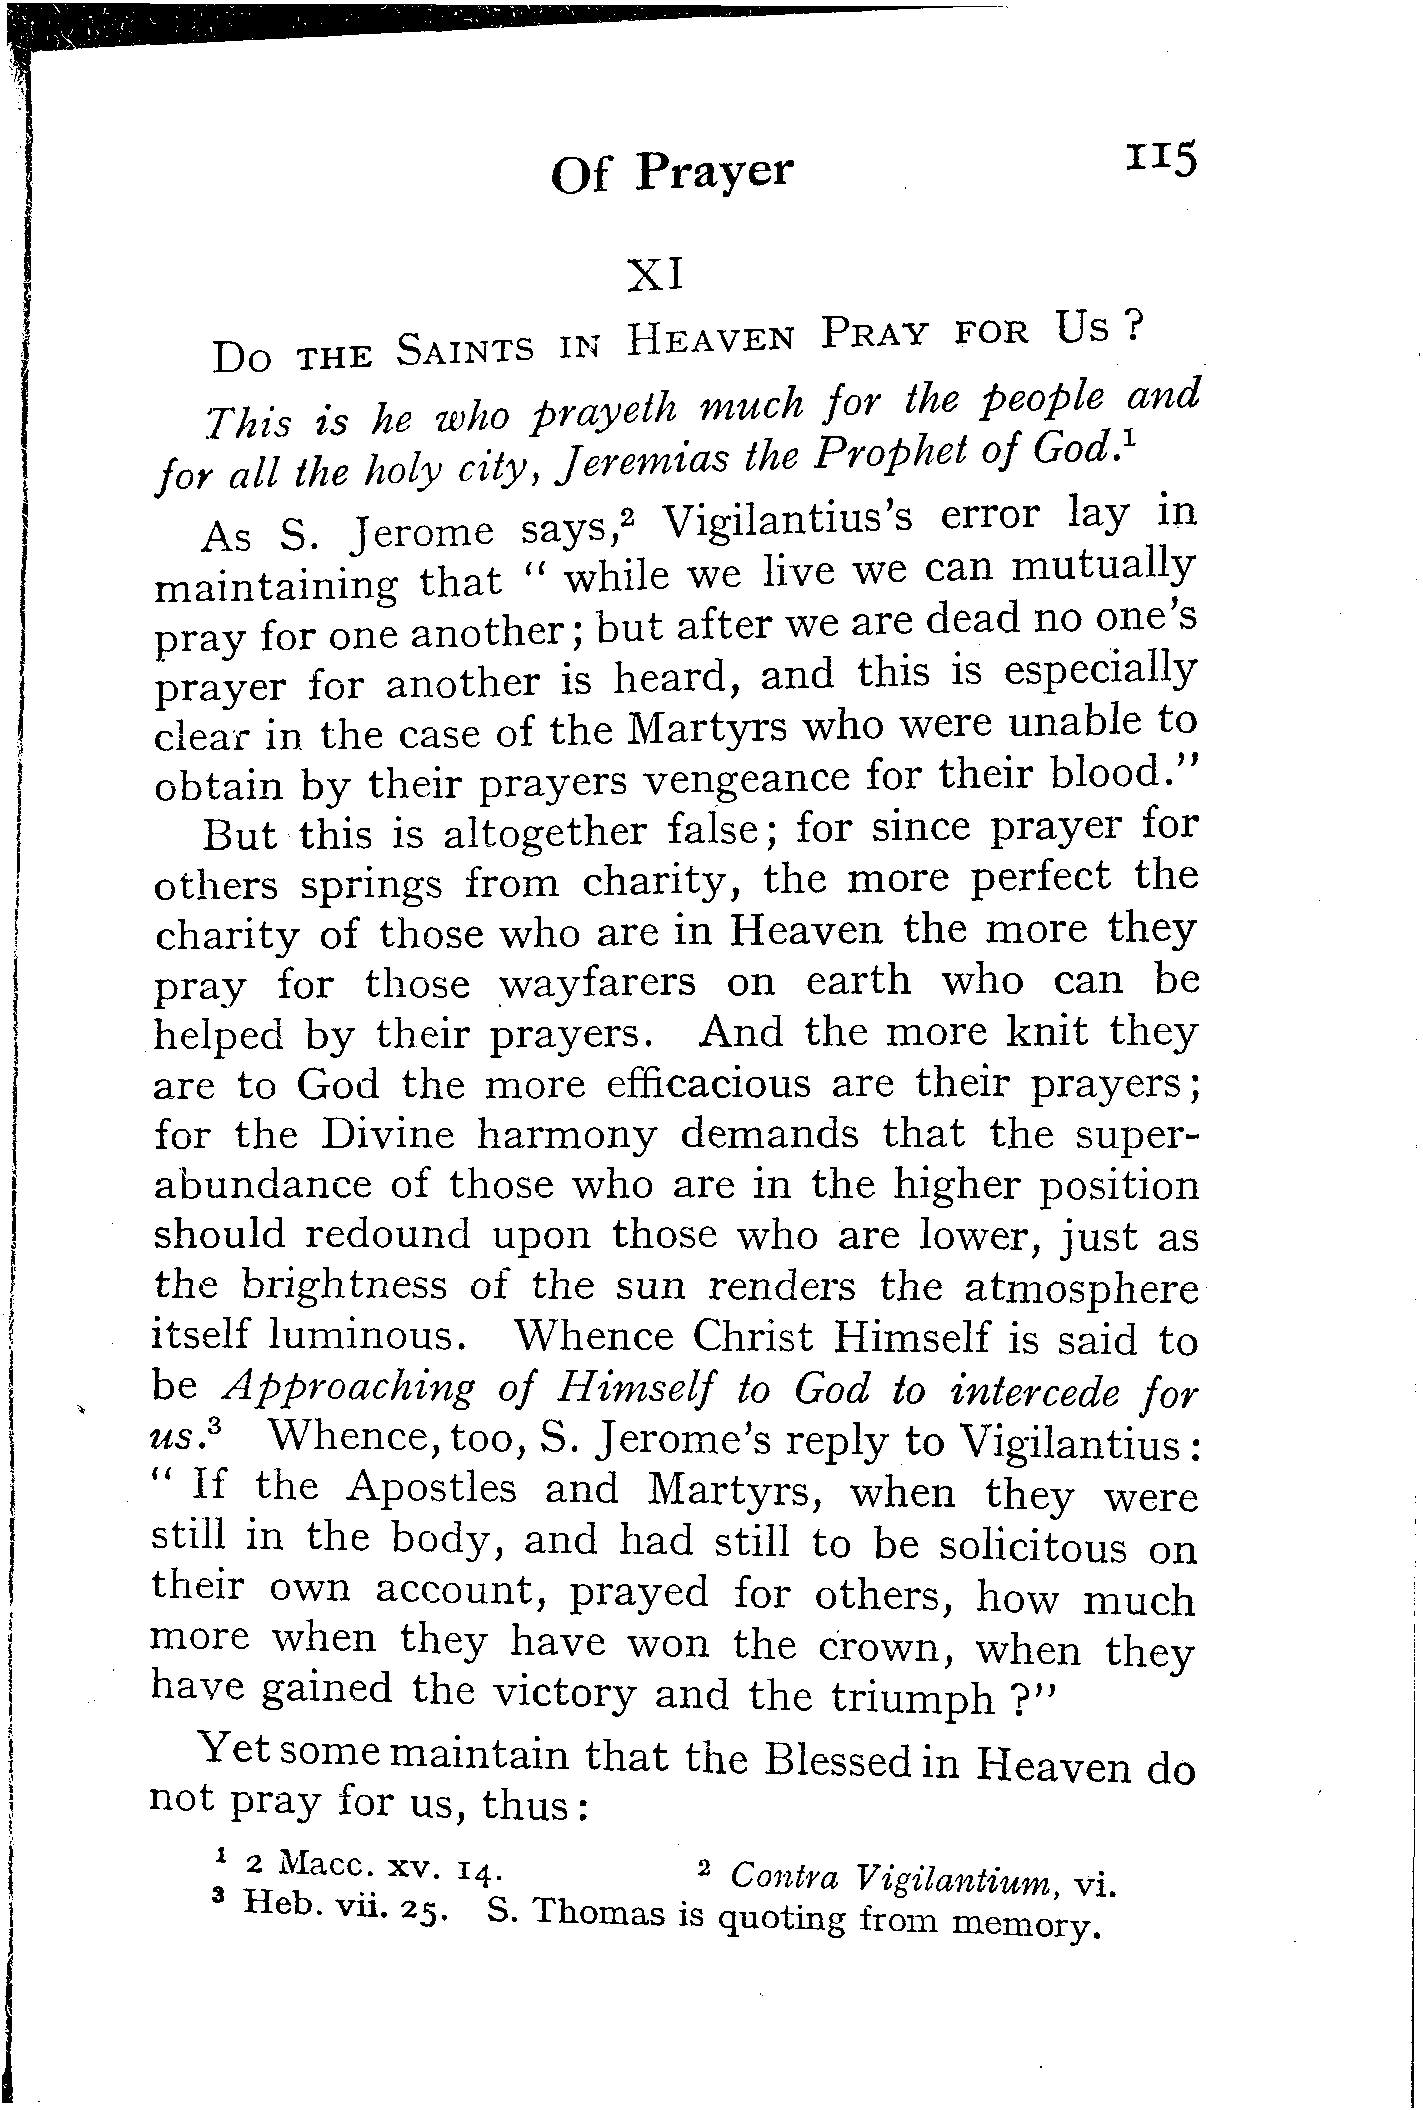 Of Prayer 115
XI
Do the Saints in Heaven Pray for Us ?
This is he who prayeth much for the people and
for all the holy city, Jeremias the Prophet of God.¹
As S. Jerome says,² Vigilantius's error lay in
maintaining that “ while we live we can mutually
pray for one another; but after we are dead no one's
prayer for another is heard, and this is especially
clear in the case of the Martyrs who were unable to
obtain by their prayers vengeance for their blood.”
But this is altogether false; for since prayer for
others springs from charity, the more perfect the
charity of those who are in Heaven the more they
pray for those wayfarers on earth who can be
helped by their prayers. And the more knit they
are to God the more efficacious are their prayers;
for the Divine harmony demands that the super-
abundance of those who are in the higher position
should redound upon those who are lower, just as
the brightness of the sun renders the atmosphere
itself luminous. Whence Christ Himself is said to
be Approaching of Himself to God to intercede for
us.³ Whence, too, S. Jerome's reply to Vigilantius:
“ If the Apostles and Martyrs, when they were
still in the body, and had still to be solicitous on
their own account, prayed for others, how much
more when they have won the crown, when they
have gained the victory and the triumph ?”
Yet some maintain that the Blessed in Heaven do
not pray for us, thus:
¹ 2 Macc. xv. 14. ² Contra Vigilantium, vi.
³ Heb. vii. 25. S. Thomas is quoting from memory.